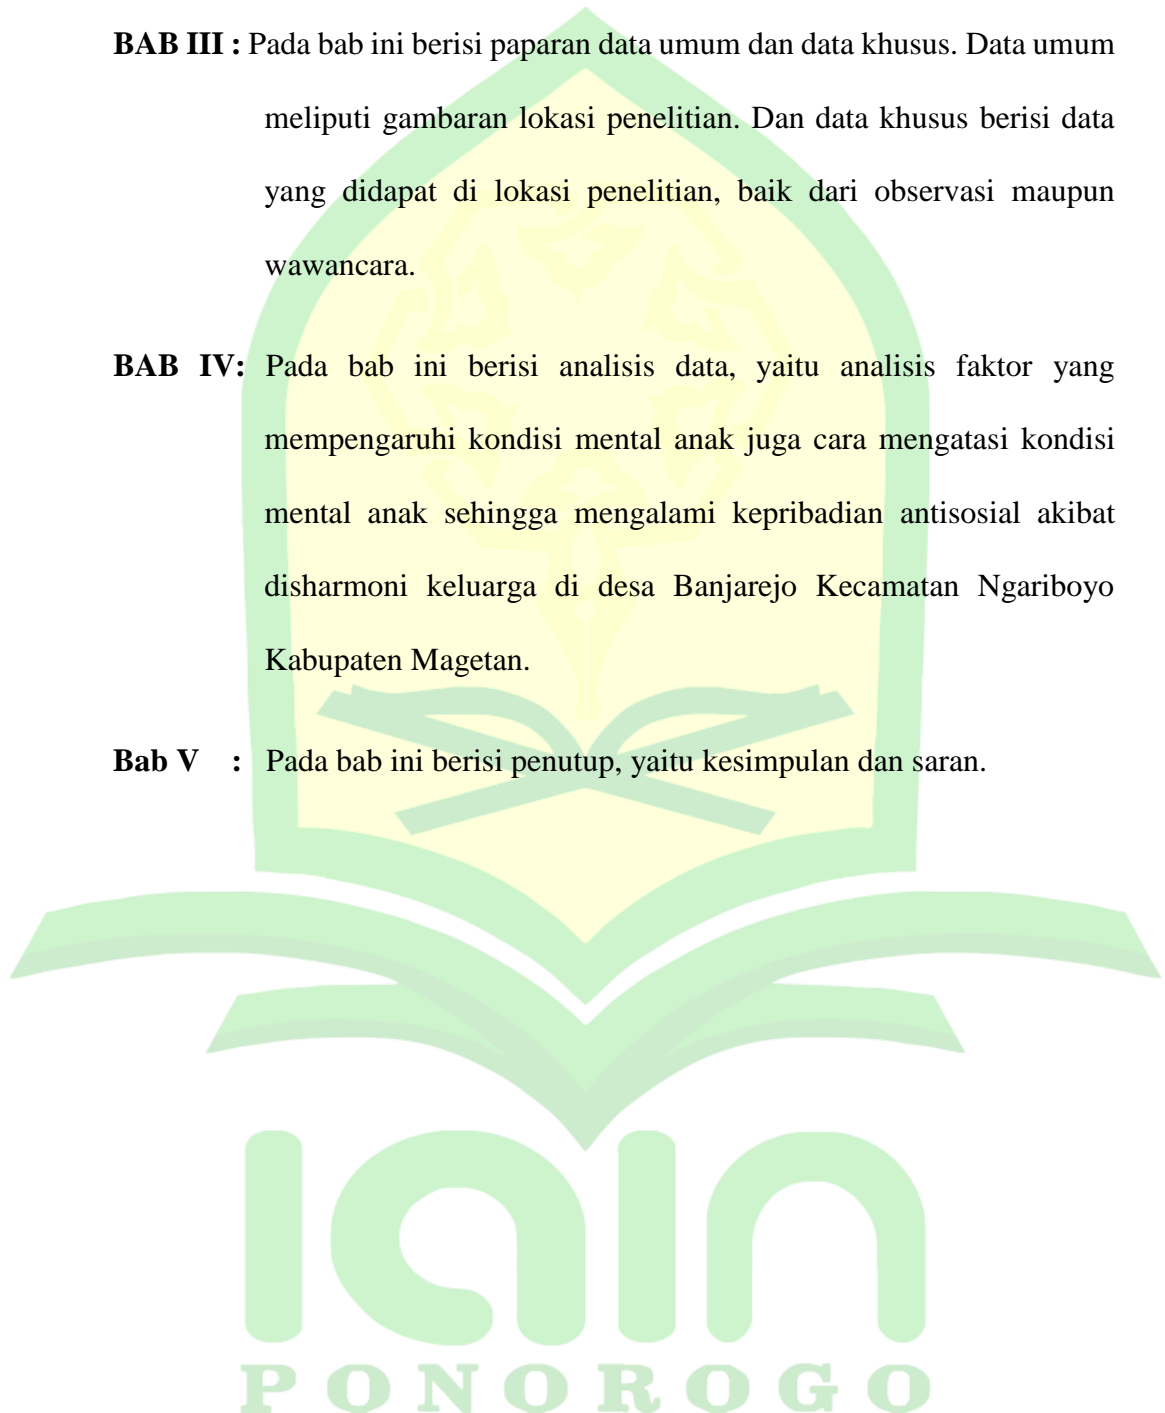 BAB III : Pada bab ini berisi paparan data umum dan data khusus. Data umum
meliputi gambaran lokasi penelitian. Dan data khusus berisi data
yang didapat di lokasi penelitian, baik dari observasi maupun
wawancara.
BAB IV: Pada bab ini berisi analisis data, yaitu analisis faktor yang
mempengaruhi kondisi mental anak juga cara mengatasi kondisi
mental anak sehingga mengalami kepribadian antisosial akibat
disharmoni keluarga di desa Banjarejo Kecamatan Ngariboyo
Kabupaten Magetan.
Bab V : Pada bab ini berisi penutup, yaitu kesimpulan dan saran.
iain
PONOROGO